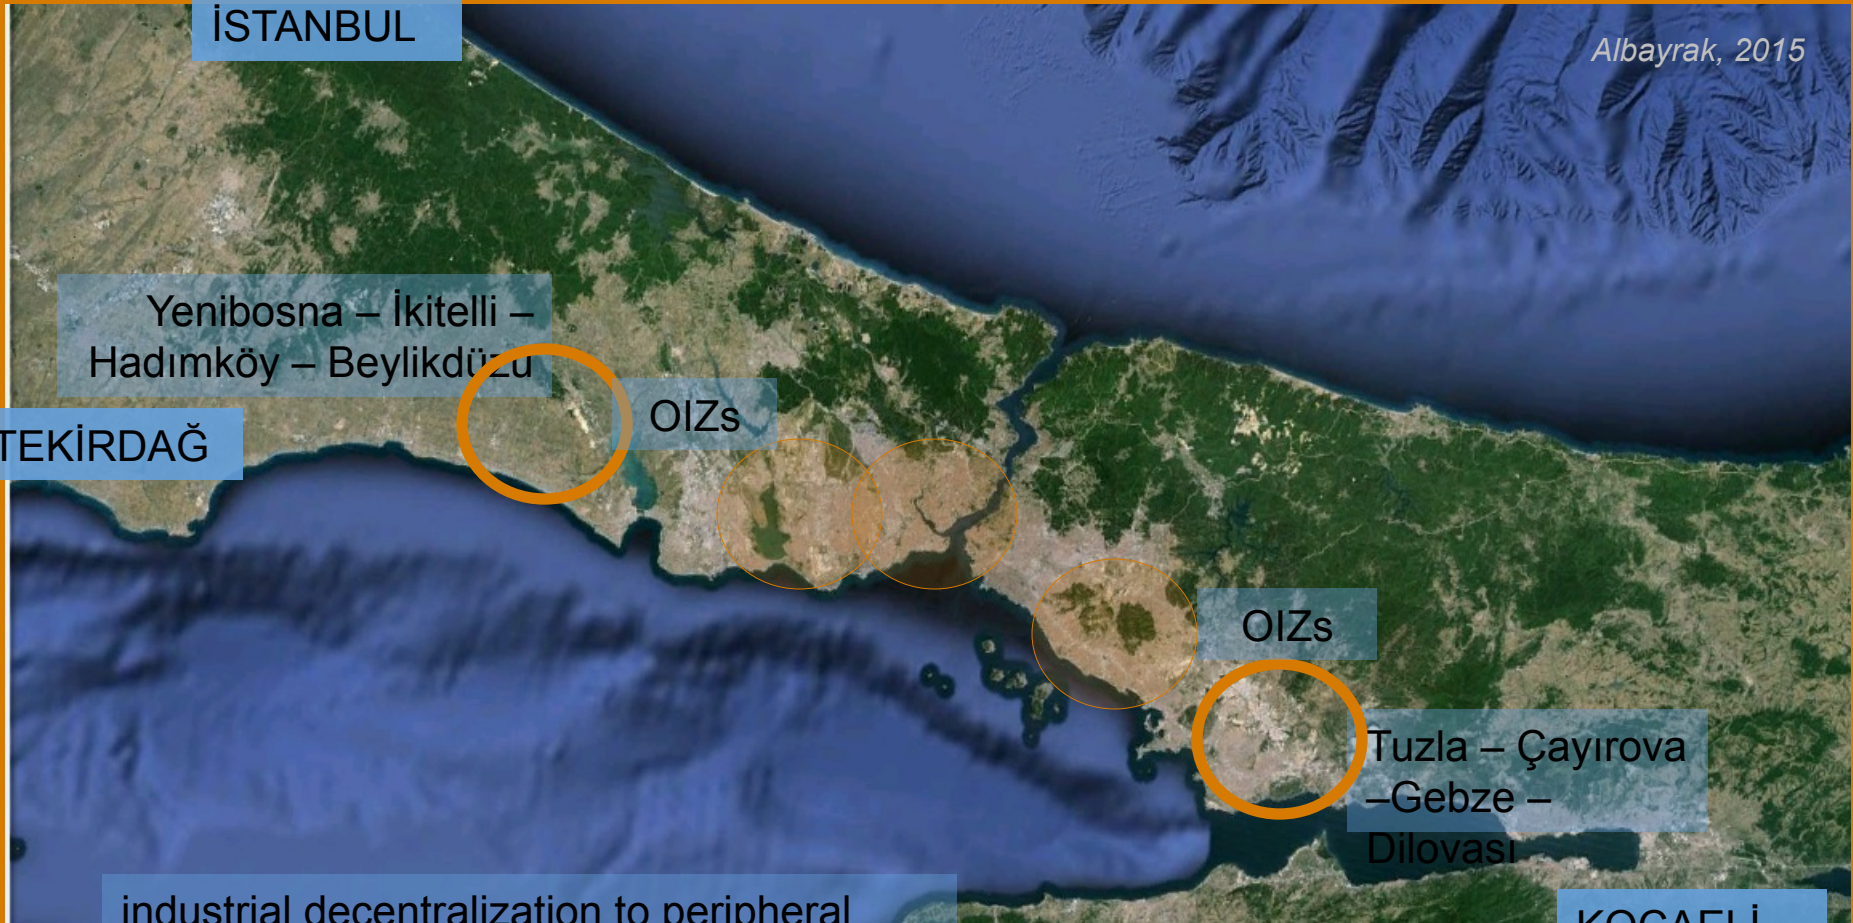 İSTANBUL
Albayrak, 2015
Yenibosna – İkitelli –
Hadımköy – Beylikdüzü
OIZs
TEKİRDAĞ
OIZs
Tuzla – Çayırova
–Gebze –
Dilovası
industrial decentralization to peripheral
KOCAELİ